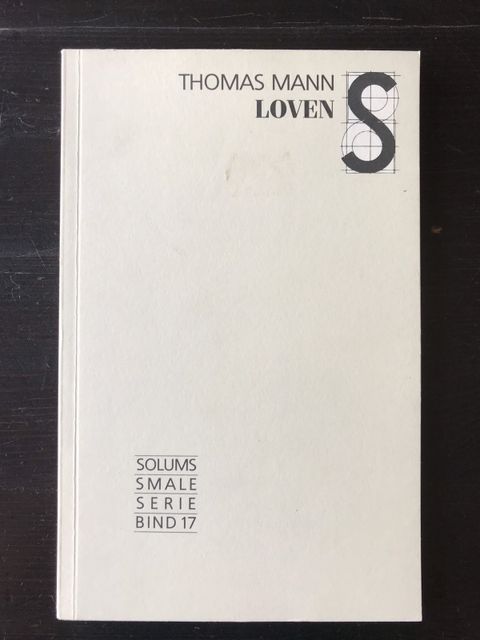 THOMAS MANN
LOVEN
S
SOLUMS
SMALE
SERIE
BIND 17